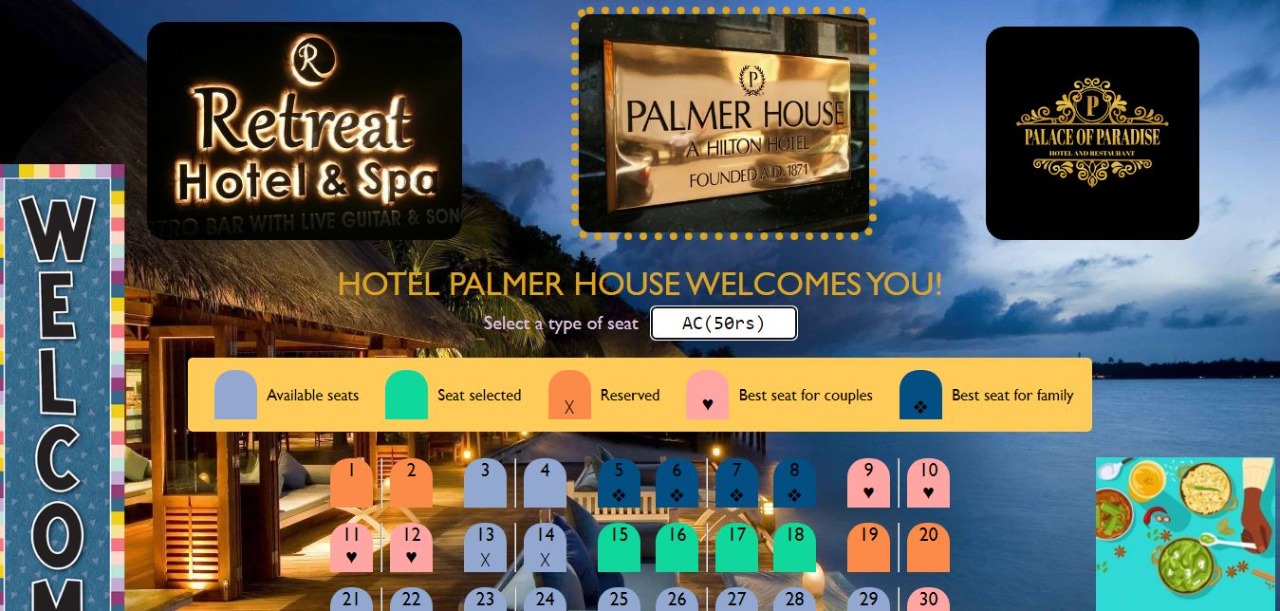 R
Retreat
Hotel & Spa
TRO BAR WITH LIVE GUITAR & SON
P
PALMER HOUSE
A HILTON HOTEL
FOUNDED A.D.1871
P
PALACE OF PARADISE
HOTEL AND RESTAURANT
WELCOM
HOTEL PALMER HOUSE WELCOMES YOU!
Select a type of seat AC(50rs)
Available seats Seat selected X Reserved ♥ Best seat for couples ❖ Best seat for family
1 2 3 4 5 6 7 8 9 10
❖ ❖ ❖ ❖ ♥ ♥
11 12 13 14 15 16 17 18 19 20
♥ ♥ X X
21 22 23 24 25 26 27 28 29 30